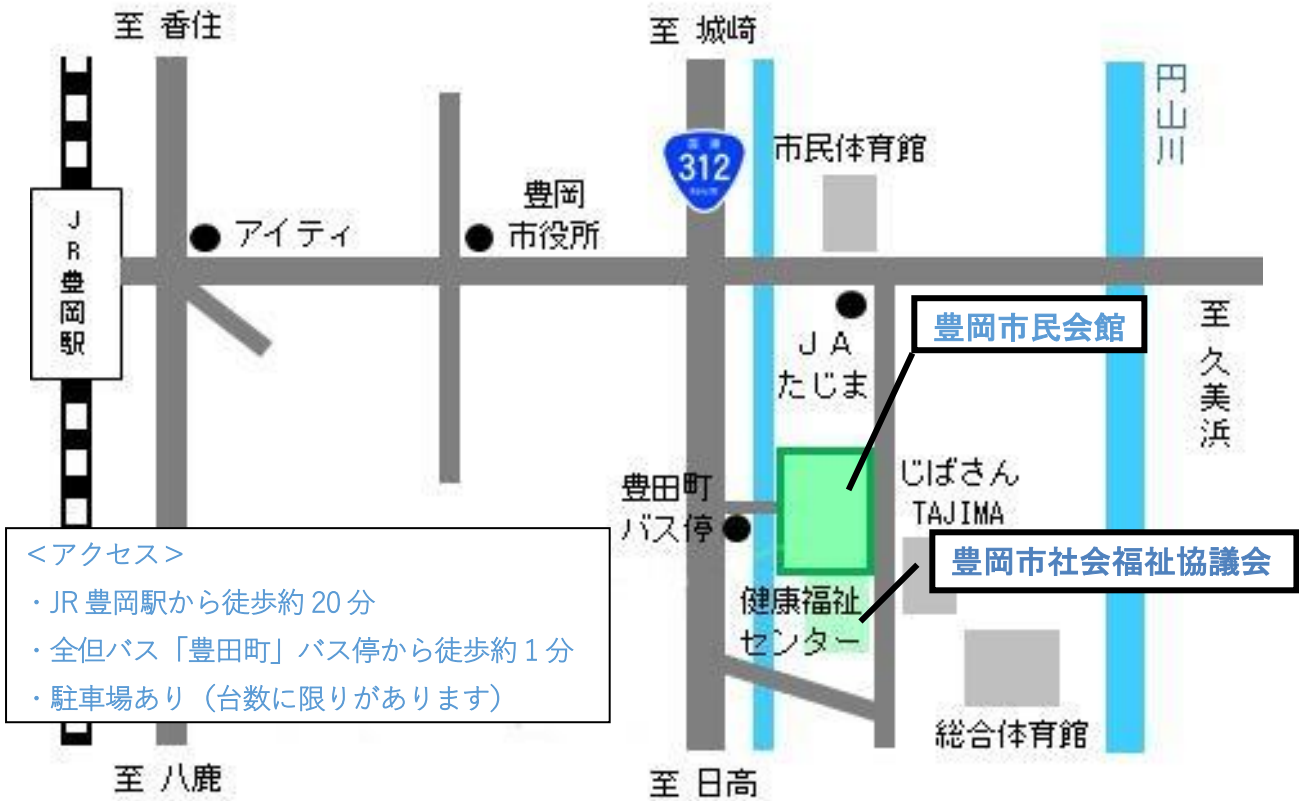 至 香住
至 城崎
円山川
312
市民体育館
豊岡
市役所
アイティ
JR豊岡駅
豊岡市民会館
至 久美浜
JA
たじま
じばさん
TAJIMA
豊田町
バス停
豊岡市社会福祉協議会
<アクセス>
・JR 豊岡駅から徒歩約 20 分
・全但バス「豊田町」バス停から徒歩約 1 分
・駐車場あり（台数に限りがあります）
健康福祉
センター
総合体育館
至 八鹿
至 日高